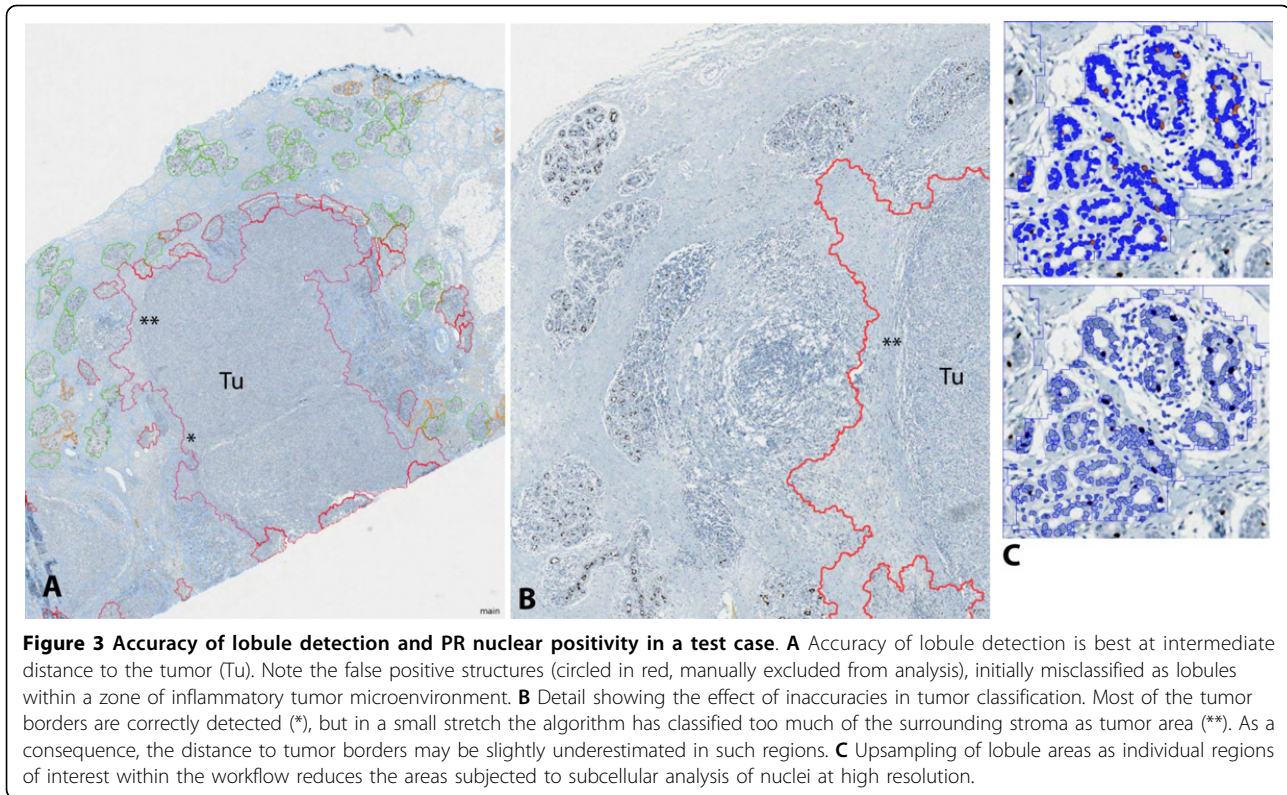 **
Tu
*
A
main
**
Tu
B
C
Figure 3 Accuracy of lobule detection and PR nuclear positivity in a test case. A Accuracy of lobule detection is best at intermediate
distance to the tumor (Tu). Note the false positive structures (circled in red, manually excluded from analysis), initially misclassified as lobules
within a zone of inflammatory tumor microenvironment. B Detail showing the effect of inaccuracies in tumor classification. Most of the tumor
borders are correctly detected (*), but in a small stretch the algorithm has classified too much of the surrounding stroma as tumor area (**). As a
consequence, the distance to tumor borders may be slightly underestimated in such regions. C Upsampling of lobule areas as individual regions
of interest within the workflow reduces the areas subjected to subcellular analysis of nuclei at high resolution.